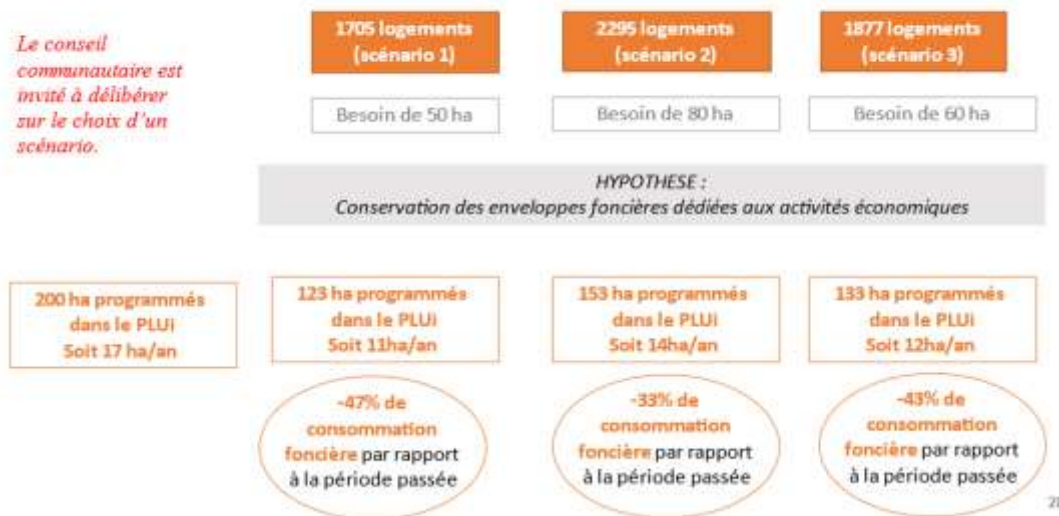 Le conseil
communautaire est
invité à délibérer
sur le choix d'un
scénario.
1705 logements
(scénario 1)
2295 logements
(scénario 2)
1877 logements
(scénario 3)
Besoin de 50 ha
Besoin de 80 ha
Besoin de 60 ha
HYPOTHESE :
Conservation des enveloppes foncières dédiées aux activités économiques
200 ha programmés
dans le PLUi
Soit 17 ha/an
123 ha programmés
dans le PLUi
Soit 11ha/an
153 ha programmés
dans le PLUi
Soit 14ha/an
133 ha programmés
dans le PLUi
Soit 12ha/an
-47% de
consommation
foncière par rapport
à la période passée
-33% de
consommation
foncière par rapport
à la période passée
-43% de
consommation
foncière par rapport
à la période passée